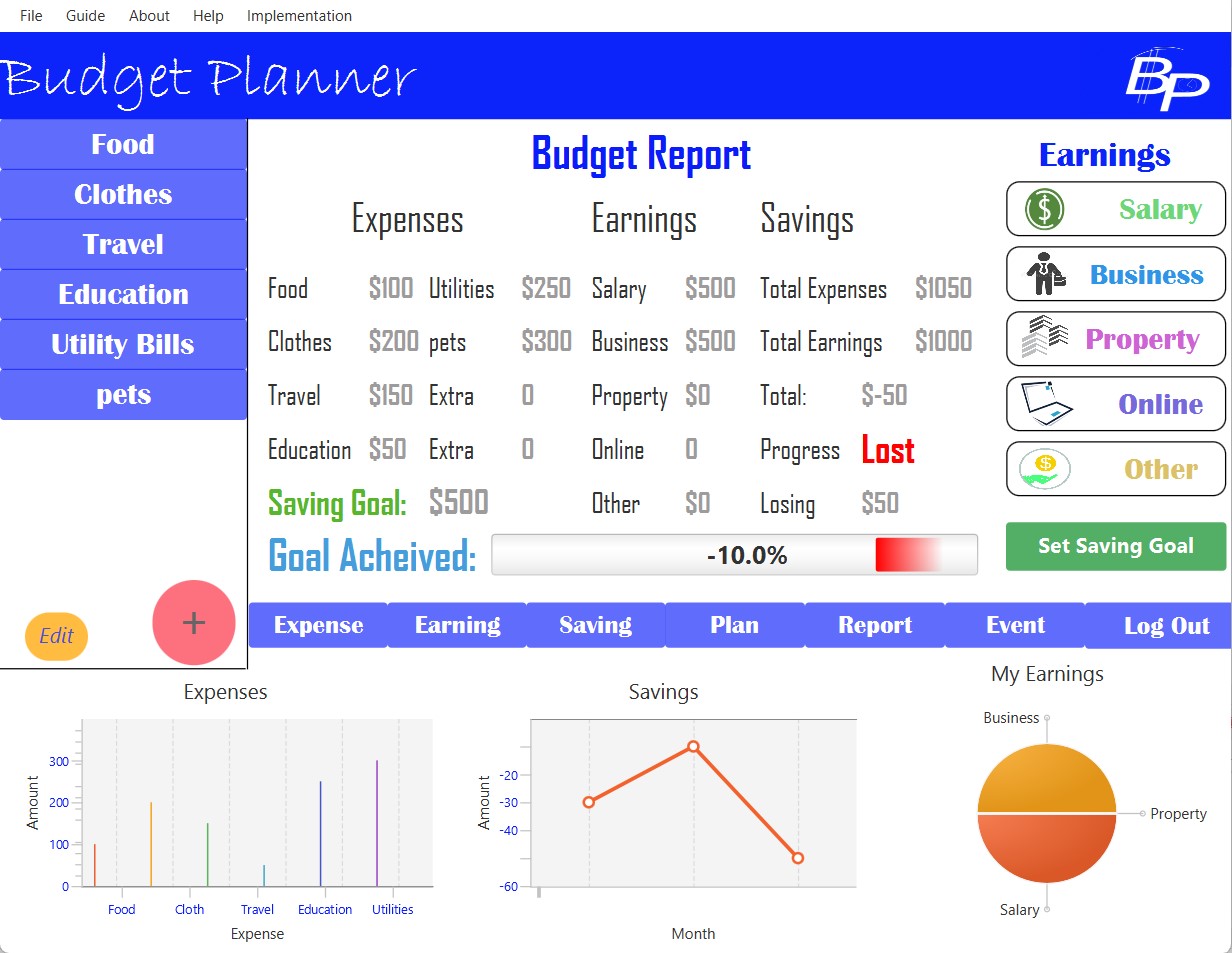 File Guide About Help Implementation
Budget Planner
BP
Food
Clothes
Travel
Education
Utility Bills
pets
Edit
+
Budget Report
Expenses Earnings Savings
Food $100 Utilities $250 Salary $500 Total Expenses $1050
Clothes $200 pets $300 Business $500 Total Earnings $1000
Travel $150 Extra 0 Property $0 Total: $-50
Education $50 Extra 0 Online 0 Progress Lost
Saving Goal: $500 Other $0 Losing $50
Goal Acheived: -10.0%
Earnings
$ Salary
Business
Property
Online
$ Other
Set Saving Goal
Expense Earning Saving Plan Report Event Log Out
Expenses
Amount
300
200
100
0
Food Cloth Travel Education Utilities
Expense
Savings
Amount
-20
-30
-40
-60
Month
My Earnings
Business
Property
Salary